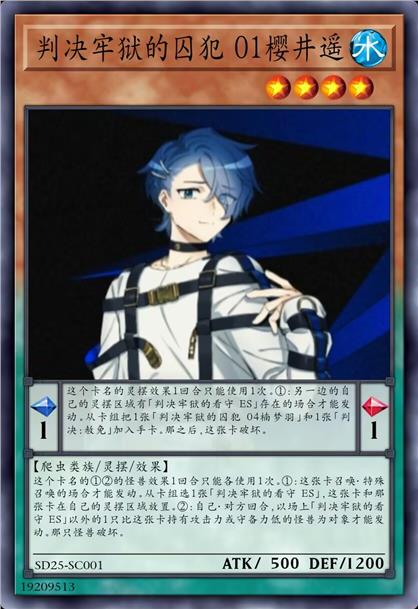 判决牢狱的囚犯 01樱井遥
水
这个卡名的灵摆效果1回合只能使用1次。①:另一边的自
己的灵摆区域有「判决牢狱的看守 ES」存在的场合才能发
动。从卡组把1张「判决牢狱的囚犯 04楠梦羽」和1张「判
决:赦免」加入手卡。那之后,这张卡破坏。
1
1
【爬虫类族/灵摆/效果】
这个卡名的①②的怪兽效果1回合只能各使用1次。①:这张卡召唤·特殊
召唤的场合才能发动。从卡组选1张「判决牢狱的看守 ES」,这张卡和那
张卡在自己的灵摆区域放置。②:自己·对方回合,以场上「判决牢狱的看
守 ES」以外的1只比这张卡持有攻击力或守备力低的怪兽为对象才能发
动。那只怪兽破坏。
SD25-SC001
ATK/ 500 DEF/1200
19209513